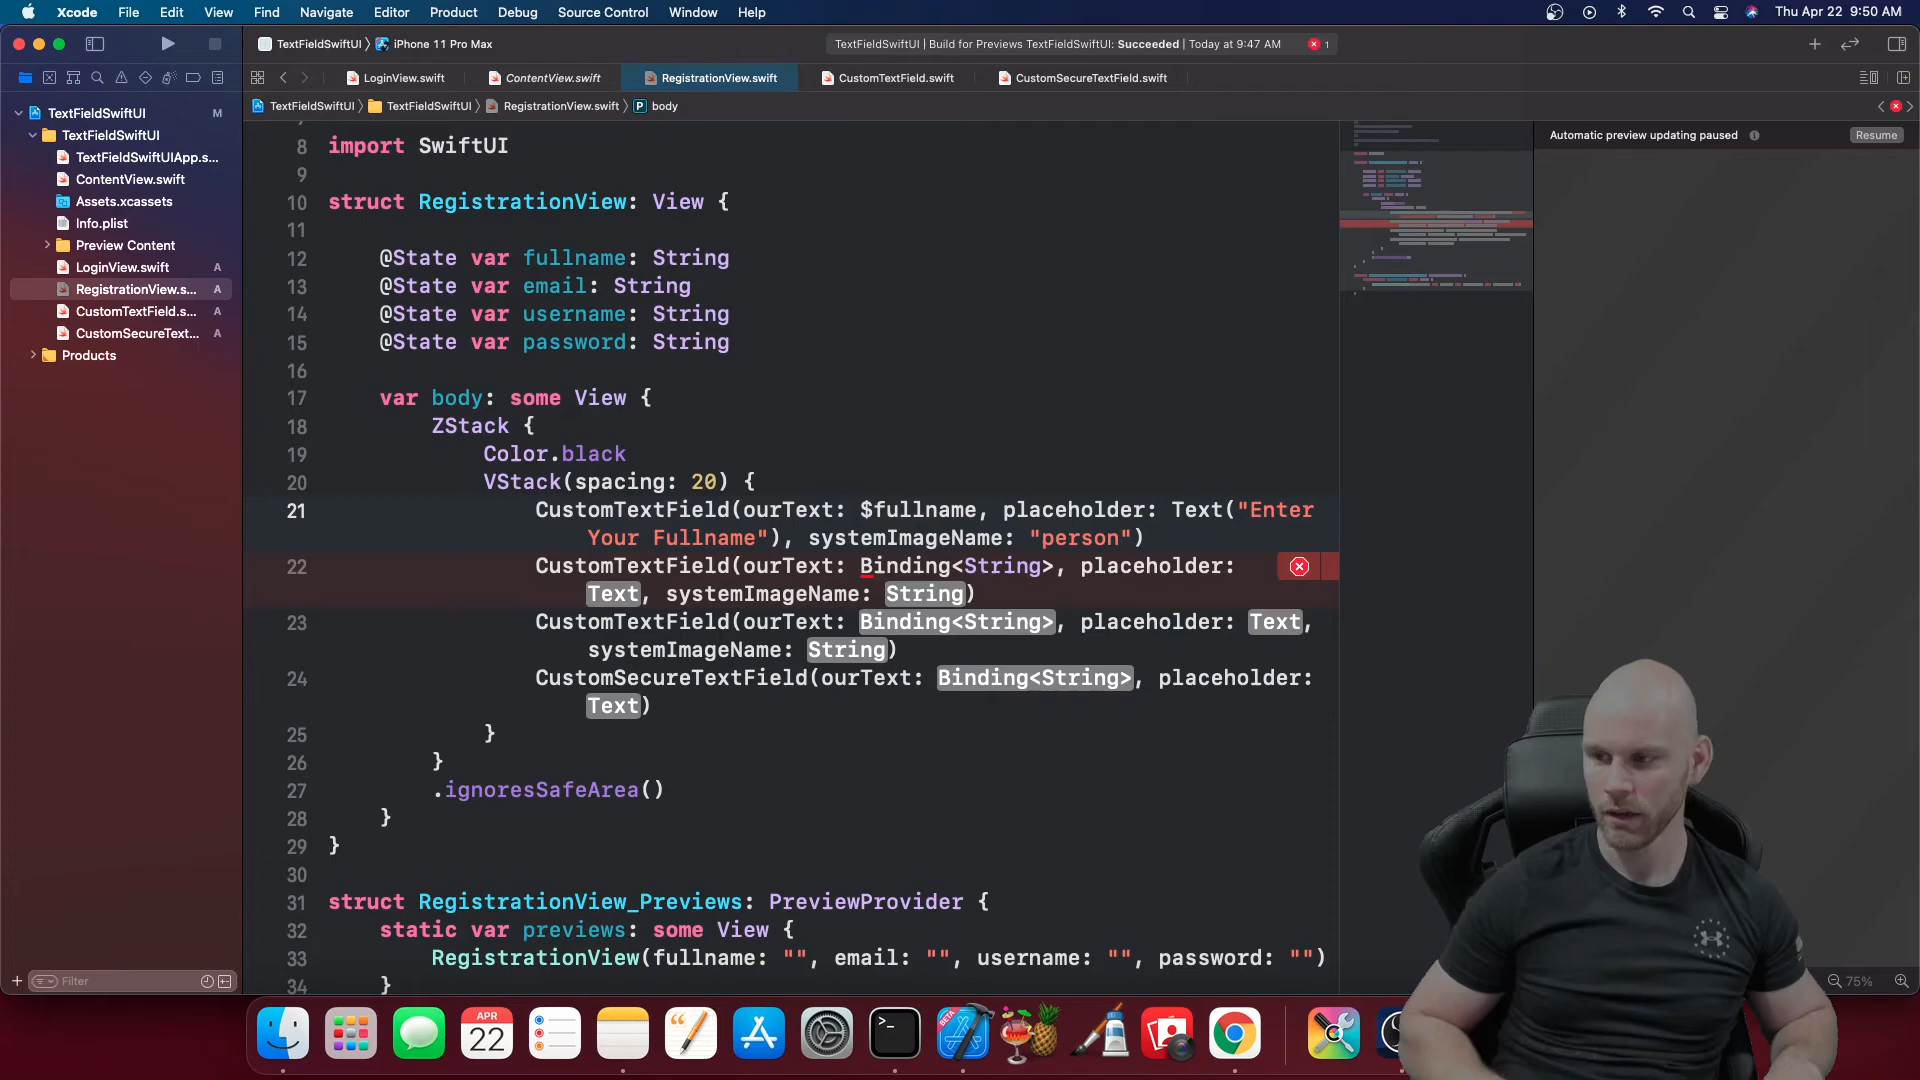 Xcode File Edit View Find Navigate Editor Product Debug Source Control Window Help
Thu Apr 22 9:50 AM
TextFieldSwiftUI 〉 iPhone 11 Pro Max
TextFieldSwiftUI | Build for Previews TextFieldSwiftUI: Succeeded | Today at 9:47 AM
1
LoginView.swift
ContentView.swift
RegistrationView.swift
CustomTextField.swift
CustomSecureTextField.swift
TextFieldSwiftUI 〉 TextFieldSwiftUI 〉 RegistrationView.swift 〉 P body
TextFieldSwiftUI M
TextFieldSwiftUI
TextFieldSwiftUIApp.s...
ContentView.swift
Assets.xcassets
Info.plist
Preview Content
LoginView.swift A
RegistrationView.s... A
CustomTextField.s... A
CustomSecureText... A
Products
Filter
8 import SwiftUI
9
10 struct RegistrationView: View {
11
12 @State var fullname: String
13 @State var email: String
14 @State var username: String
15 @State var password: String
16
17 var body: some View {
18 ZStack {
19 Color.black
20 VStack(spacing: 20) {
21 CustomTextField(ourText: $fullname, placeholder: Text("Enter
Your Fullname"), systemImageName: "person")
22 CustomTextField(ourText: Binding<String>, placeholder:
Text, systemImageName: String)
23 CustomTextField(ourText: Binding<String>, placeholder: Text,
systemImageName: String)
24 CustomSecureTextField(ourText: Binding<String>, placeholder:
Text)
25 }
26 }
27 .ignoresSafeArea()
28 }
29 }
30
31 struct RegistrationView_Previews: PreviewProvider {
32 static var previews: some View {
33 RegistrationView(fullname: "", email: "", username: "", password: "")
34 }
Automatic preview updating paused
Resume
75%
APR
22
BETA